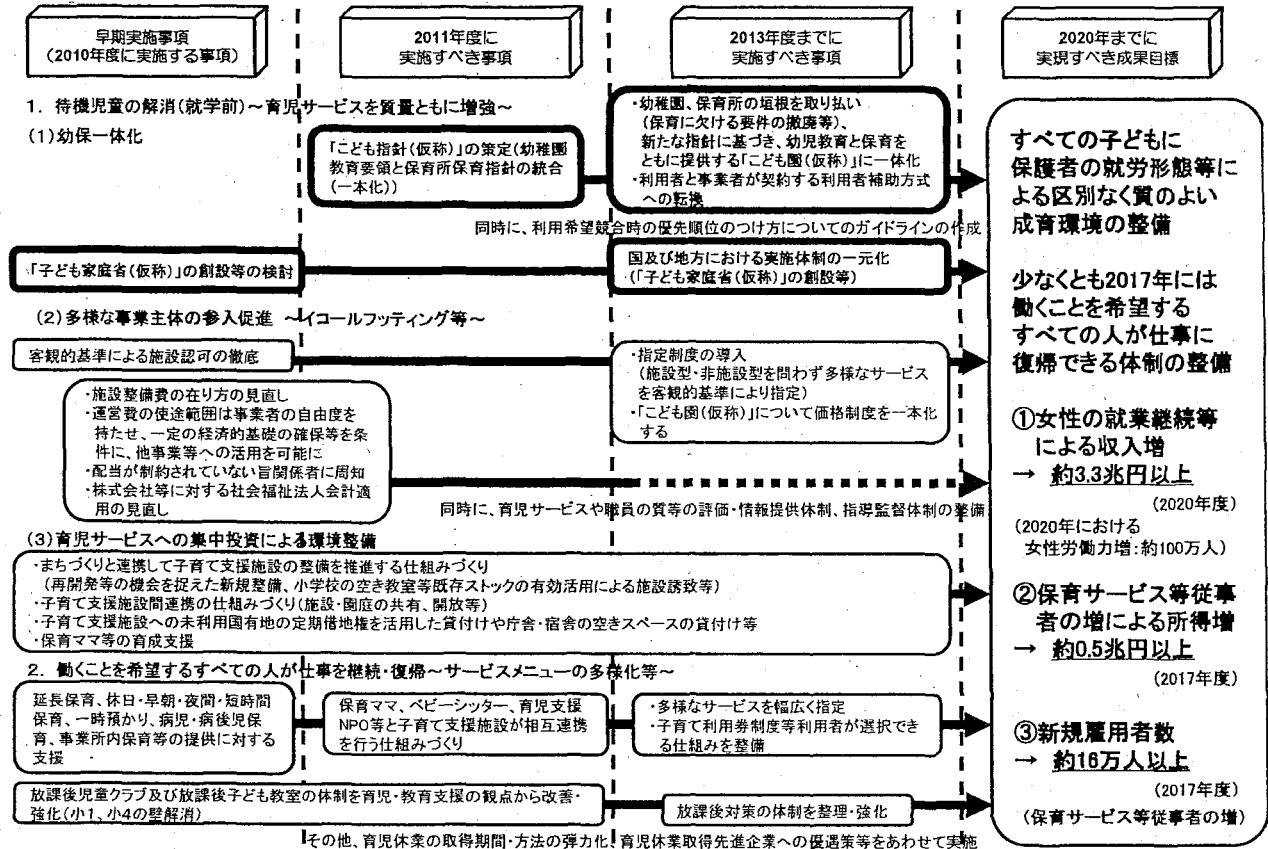 早期実施事項
(2010年度に実施する事項)
2011年度に
実施すべき事項
2013年度までに
実施すべき事項
2020年までに
実現すべき成果目標
1. 待機児童の解消(就学前)～育児サービスを質量ともに増強～
(1)幼保一体化
「こども指針(仮称)」の策定(幼稚園
教育要領と保育所保育指針の統合
(一本化))
・幼稚園、保育所の垣根を取り払い
(保育に欠ける要件の撤廃等)、
新たな指針に基づき、幼児教育と保育を
ともに提供する「こども園(仮称)」に一体化
・利用者と事業者が契約する利用者補助方式
への転換
同時に、利用希望競合時の優先順位のつけ方についてのガイドラインの作成
「子ども家庭省(仮称)」の創設等の検討
国及び地方における実施体制の一元化
(「子ども家庭省(仮称)」の創設等)
(2)多様な事業主体の参入促進 ～イコールフッティング等～
客観的基準による施設認可の徹底
・指定制度の導入
(施設型・非施設型を問わず多様なサービス
を客観的基準により指定)
・「こども園(仮称)」について価格制度を一本化
する
・施設整備費の在り方の見直し
・運営費の使途範囲は事業者の自由度を
持たせ、一定の経済的基礎の確保等を条
件に、他事業等への活用を可能に
・配当が制約されていない旨関係者に周知
・株式会社等に対する社会福祉法人会計適
用の見直し
同時に、育児サービスや職員の質等の評価・情報提供体制、指導監督体制の整備
(3)育児サービスへの集中投資による環境整備
・まちづくりと連携して子育て支援施設の整備を推進する仕組みづくり
(再開発等の機会を捉えた新規整備、小学校の空き教室等既存ストックの有効活用による施設誘致等)
・子育て支援施設間連携の仕組みづくり(施設・園庭の共有、開放等)
・子育て支援施設への未利用国有地の定期借地権を活用した貸付けや庁舎・宿舎の空きスペースの貸付け等
・保育ママ等の育成支援
2. 働くことを希望するすべての人が仕事を継続・復帰～サービスメニューの多様化等～
延長保育、休日・早朝・夜間・短時間
保育、一時預かり、病児・病後児保
育、事業所内保育等の提供に対する
支援
保育ママ、ベビーシッター、育児支援
NPO等と子育て支援施設が相互連携
を行う仕組みづくり
・多様なサービスを幅広く指定
・子育て利用券制度等利用者が選択でき
る仕組みを整備
放課後児童クラブ及び放課後子ども教室の体制を育児・教育支援の観点から改善・
強化(小1、小4の壁解消)
放課後対策の体制を整理・強化
その他、育児休業の取得期間・方法の弾力化、育児休業取得先進企業への優遇策等をあわせて実施
すべての子どもに
保護者の就労形態等に
よる区別なく質のよい
成育環境の整備
少なくとも2017年には
働くことを希望する
すべての人が仕事に
復帰できる体制の整備
①女性の就業継続等
による収入増
→ 約3.3兆円以上
(2020年度)
(2020年における
女性労働力増:約100万人)
②保育サービス等従事
者の増による所得増
→ 約0.5兆円以上
(2017年度)
③新規雇用者数
→ 約16万人以上
(2017年度)
(保育サービス等従事者の増)